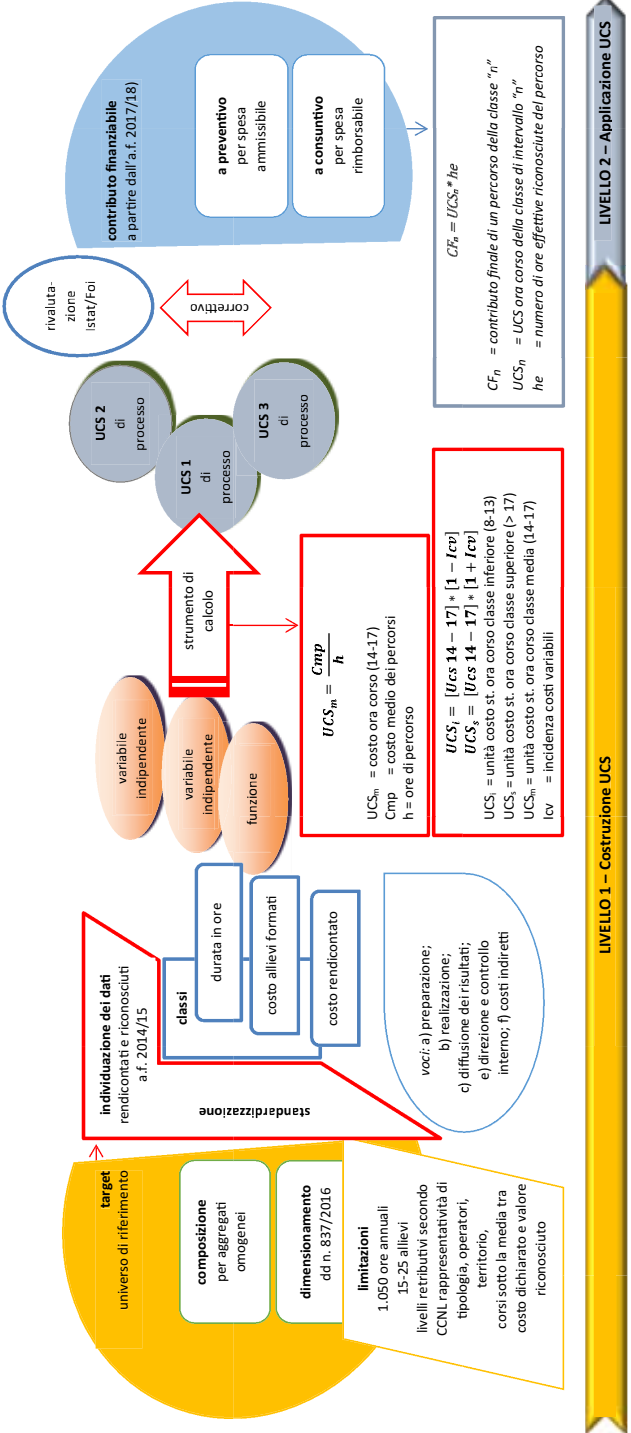 target
universo di riferimento
composizione
per aggregati
omogenei
dimensionamento
dd n. 837/2016
limitazioni
1.050 ore annuali
15-25 allievi
livelli retributivi secondo
CCNL rappresentatività di
tipologia, operatori,
territorio,
corsi sotto la media tra
costo dichiarato e valore
riconosciuto
individuazione dei dati
rendicontati e riconosciuti
a.f. 2014/15
standardizzazione
classi
durata in ore
costo allievi formati
costo rendicontato
voci: a) preparazione;
b) realizzazione;
c) diffusione dei risultati;
e) direzione e controllo
interno; f) costi indiretti
variabile
indipendente
variabile
indipendente
funzione
strumento di
calcolo
UCSₘ = Cmp / h
UCSₘ = costo ora corso (14-17)
Cmp = costo medio dei percorsi
h = ore di percorso
UCSᵢ = [Ucs 14 − 17] * [1 − Icv]
UCSₛ = [Ucs 14 − 17] * [1 + Icv]
UCSᵢ = unità costo st. ora corso classe inferiore (8-13)
UCSₛ = unità costo st. ora corso classe superiore (> 17)
UCSₘ = unità costo st. ora corso classe media (14-17)
Icv = incidenza costi variabili
UCS 2
di
processo
UCS 1
di
processo
UCS 3
di
processo
rivaluta-
zione
Istat/Foi
correttivo
contributo finanziabile
a partire dall'a.f. 2017/18)
a preventivo
per spesa
ammissibile
a consuntivo
per spesa
rimborsabile
CFₙ = UCSₙ* he
CFₙ = contributo finale di un percorso della classe "n"
UCSₙ = UCS ora corso della classe di intervallo "n"
he = numero di ore effettive riconosciute del percorso
LIVELLO 1 – Costruzione UCS
LIVELLO 2 – Applicazione UCS